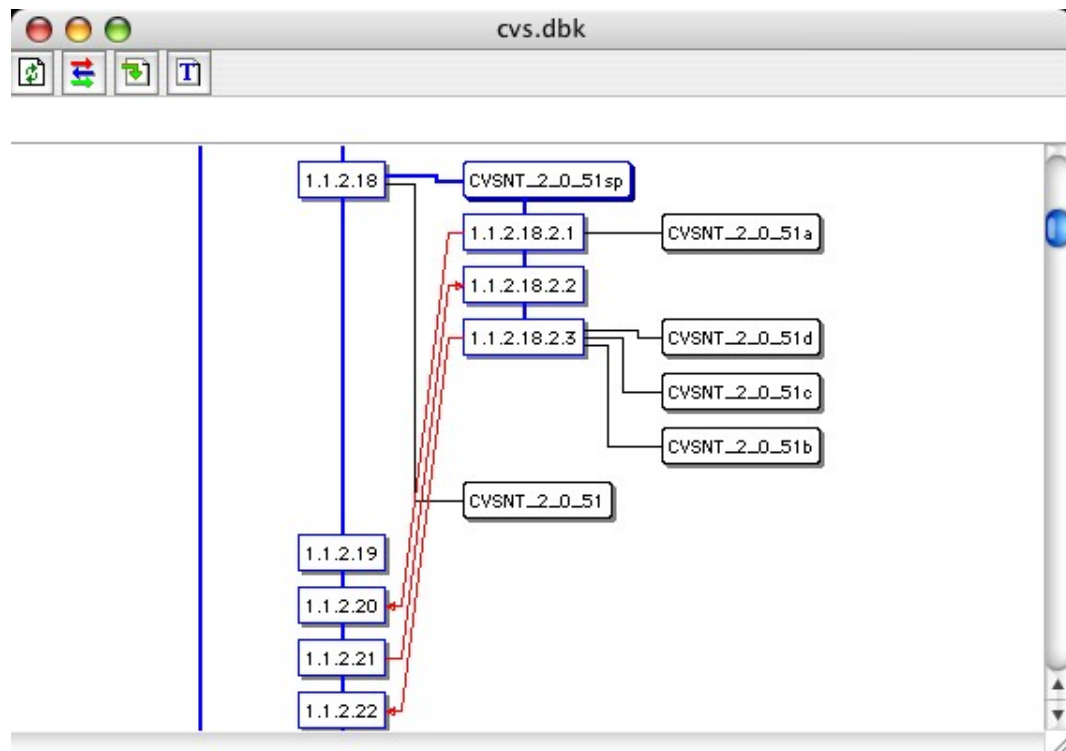 cvs.dbk
T
1.1.2.18
CVSNT_2_0_51sp
1.1.2.18.2.1
CVSNT_2_0_51a
1.1.2.18.2.2
1.1.2.18.2.3
CVSNT_2_0_51d
CVSNT_2_0_51c
CVSNT_2_0_51b
CVSNT_2_0_51
1.1.2.19
1.1.2.20
1.1.2.21
1.1.2.22